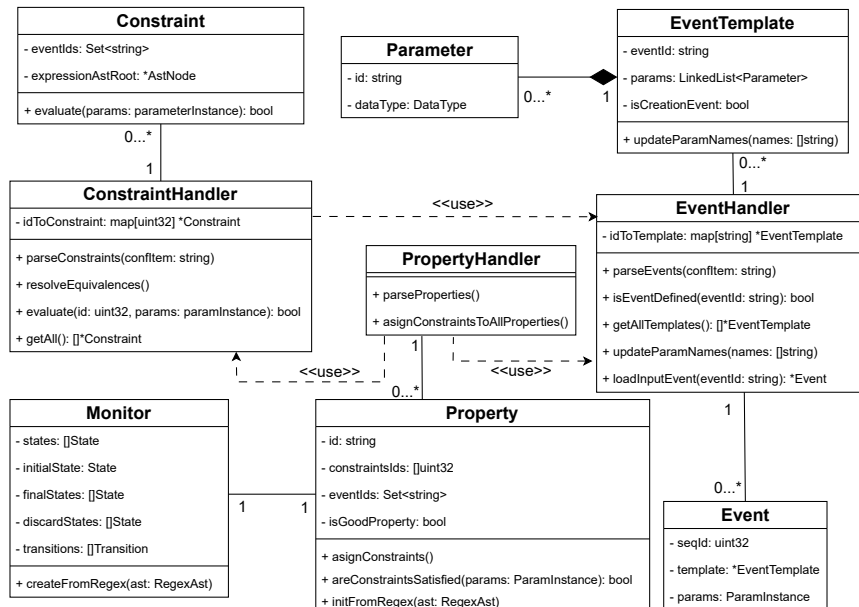 Constraint
- eventIds: Set<string>
- expressionAstRoot: *AstNode
+ evaluate(params: parameterInstance): bool
0...*
1
Parameter
- id: string
- dataType: DataType
0...*
1
EventTemplate
- eventId: string
- params: LinkedList<Parameter>
- isCreationEvent: bool
+ updateParamNames(names: []string)
0...*
1
ConstraintHandler
- idToConstraint: map[uint32] *Constraint
+ parseConstraints(confItem: string)
+ resolveEquivalences()
+ evaluate(id: uint32, params: paramInstance): bool
+ getAll(): []*Constraint
<<use>>
EventHandler
- idToTemplate: map[string] *EventTemplate
+ parseEvents(confItem: string)
+ isEventDefined(eventId: string): bool
+ getAllTemplates(): []*EventTemplate
+ updateParamNames(names: []string)
+ loadInputEvent(eventId: string): *Event
PropertyHandler
+ parseProperties()
+ asignConstraintsToAllProperties()
1
<<use>>
<<use>>
0...*
1
0...*
Monitor
- states: []State
- initialState: State
- finalStates: []State
- discardStates: []State
- transitions: []Transition
+ createFromRegex(ast: RegexAst)
1
1
Property
- id: string
- constraintsIds: []uint32
- eventIds: Set<string>
- isGoodProperty: bool
+ asignConstraints()
+ areConstraintsSatisfied(params: ParamInstance): bool
+ initFromRegex(ast: RegexAst)
Event
- seqId: uint32
- template: *EventTemplate
- params: ParamInstance